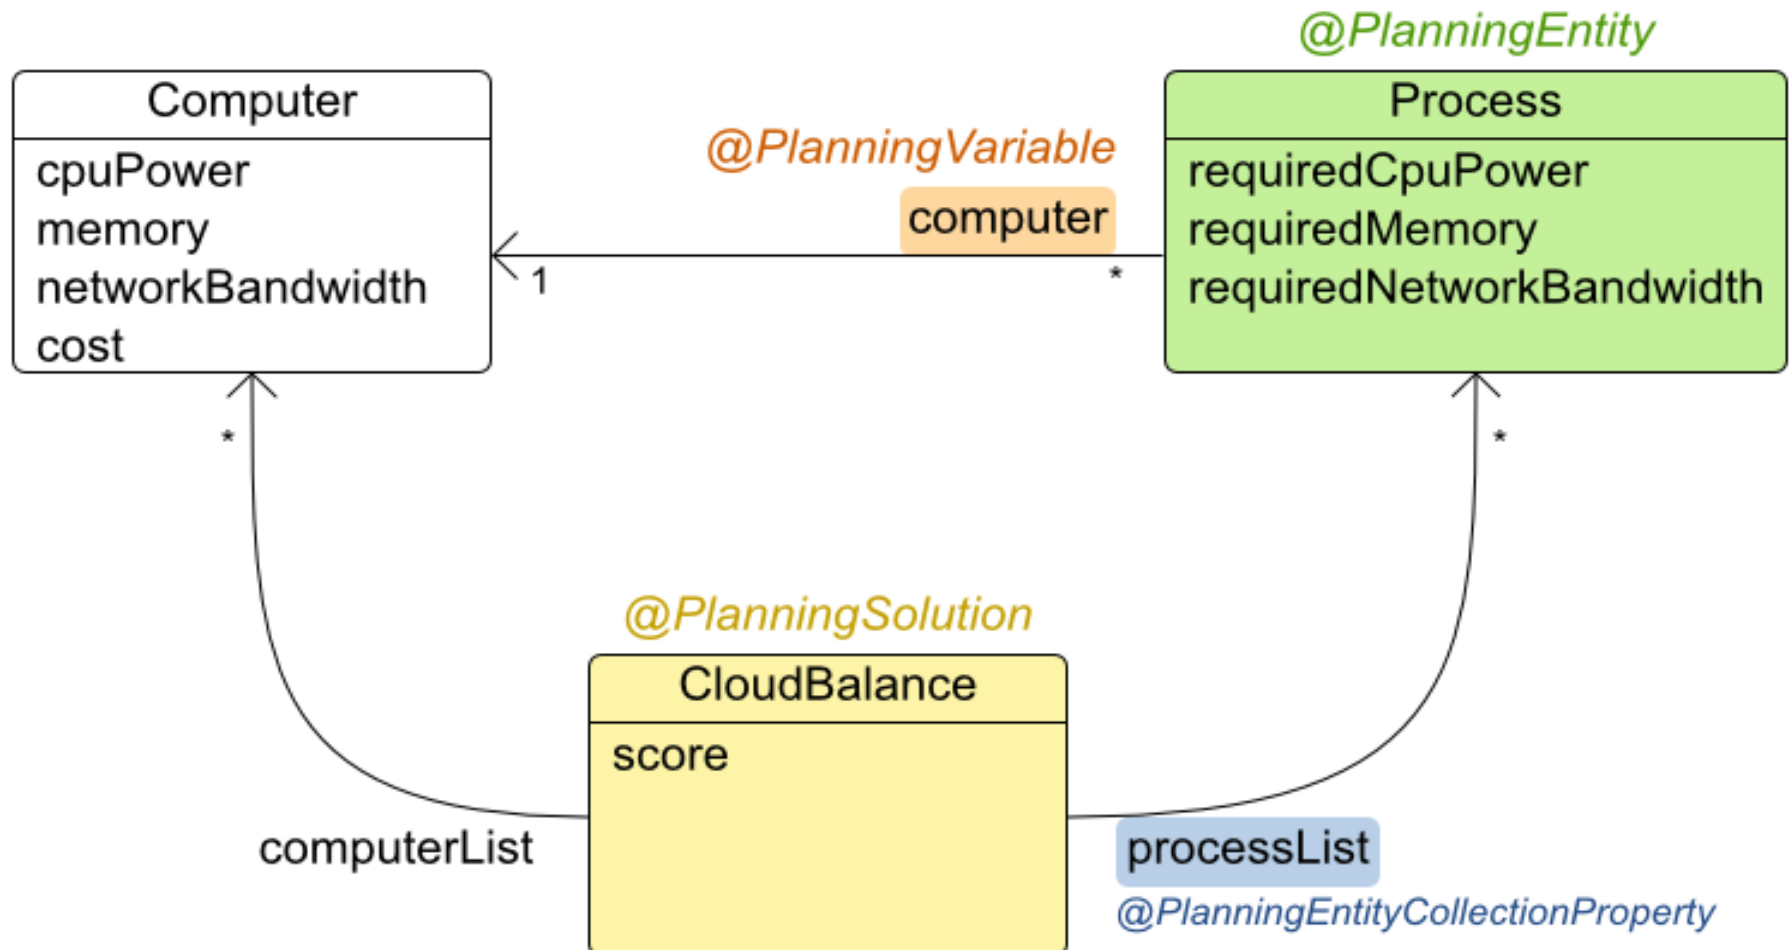 @PlanningEntity
Computer
Process
cpuPower
memory
networkBandwidth
cost
@PlanningVariable
computer
1
*
requiredCpuPower
requiredMemory
requiredNetworkBandwidth
*
*
@PlanningSolution
CloudBalance
score
computerList
processList
@PlanningEntityCollectionProperty